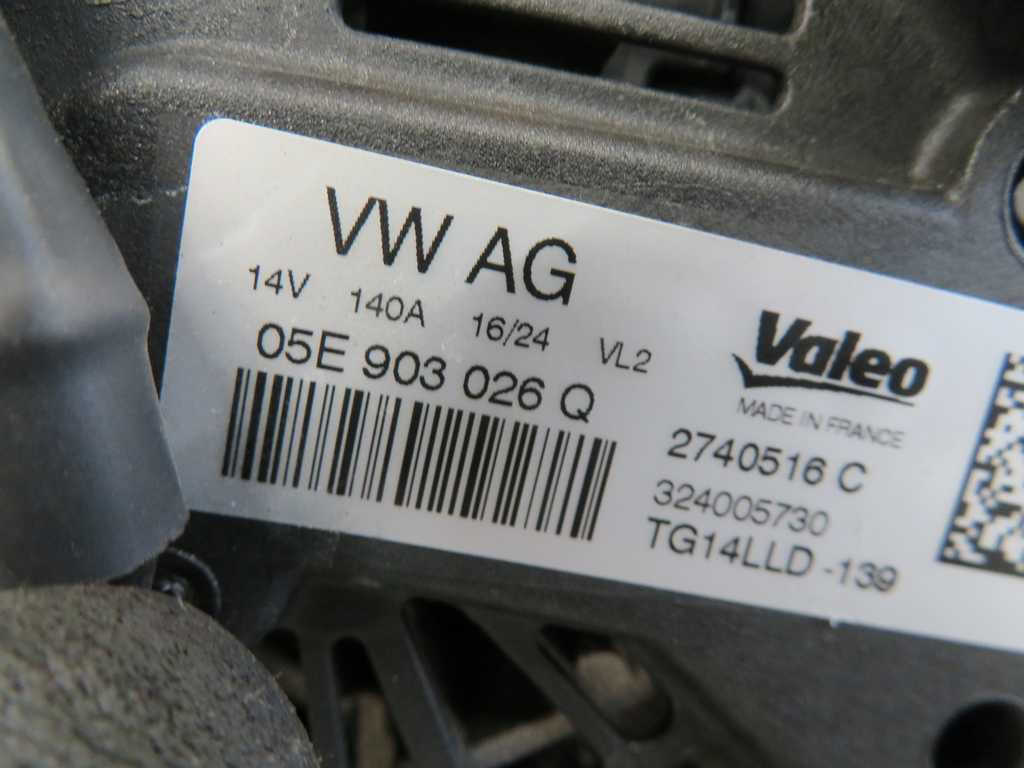 VW AG
14V 140A 16/24 VL2
05E 903 026 Q
Valeo
MADE IN FRANCE
2740516 C
324005730
TG14LLD -139